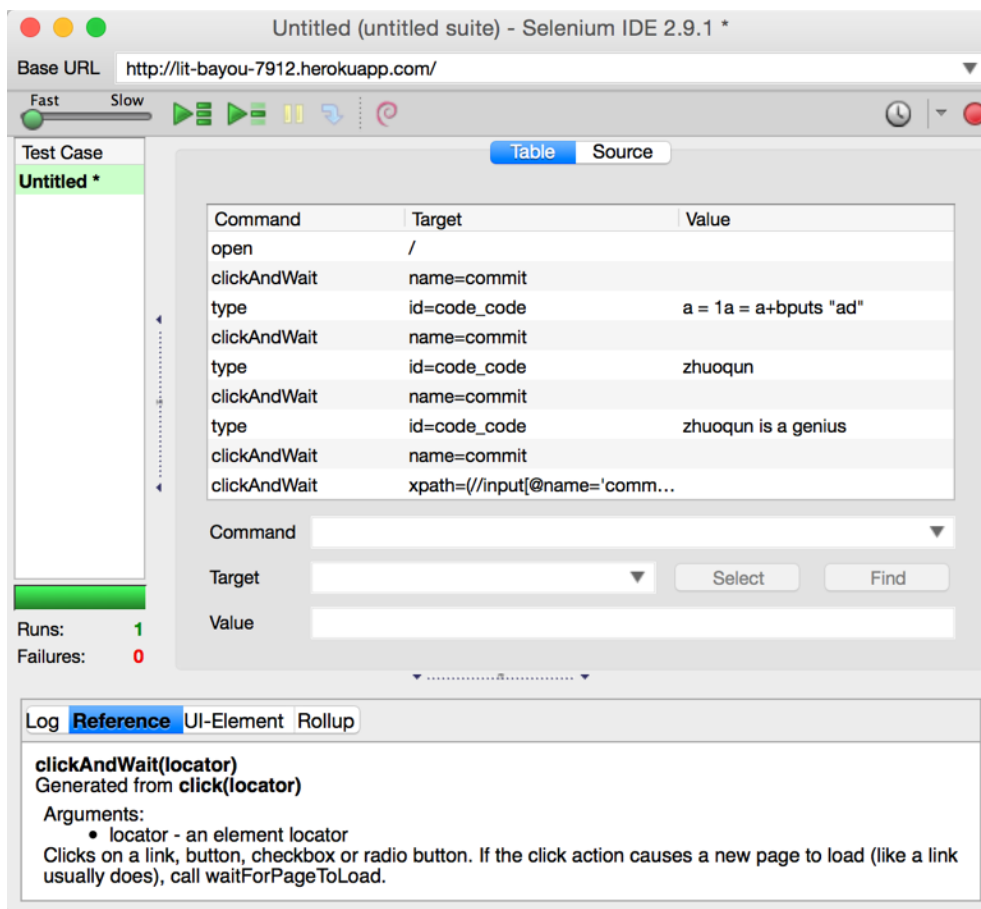 Untitled (untitled suite) - Selenium IDE 2.9.1 *
Base URL http://lit-bayou-7912.herokuapp.com/
Fast Slow
Test Case
Untitled *
Table Source
Command Target Value
open /
clickAndWait name=commit
type id=code_code a = 1a = a+bputs "ad"
clickAndWait name=commit
type id=code_code zhuoqun
clickAndWait name=commit
type id=code_code zhuoqun is a genius
clickAndWait name=commit
clickAndWait xpath=(//input[@name='comm...
Command
Target Select Find
Value
Runs: 1
Failures: 0
Log Reference UI-Element Rollup
clickAndWait(locator)
Generated from click(locator)
Arguments:
• locator - an element locator
Clicks on a link, button, checkbox or radio button. If the click action causes a new page to load (like a link
usually does), call waitForPageToLoad.